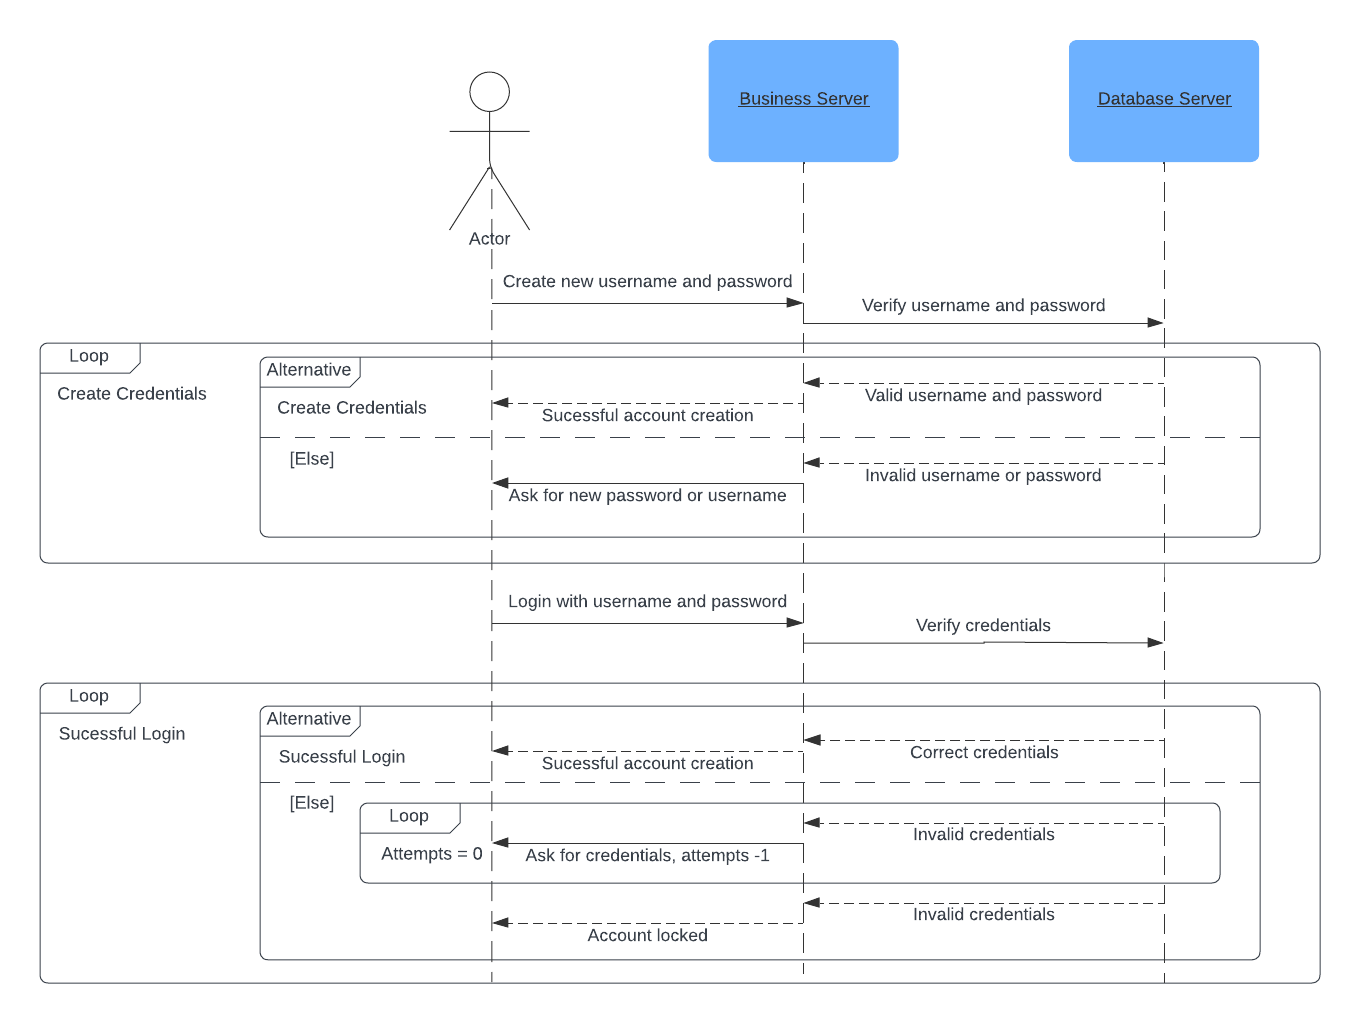 Business Server
Database Server
Actor
Create new username and password
Verify username and password
Loop
Create Credentials
Alternative
Create Credentials
Valid username and password
Sucessful account creation
[Else]
Invalid username or password
Ask for new password or username
Login with username and password
Verify credentials
Loop
Sucessful Login
Alternative
Sucessful Login
Correct credentials
Sucessful account creation
[Else]
Loop
Attempts = 0
Invalid credentials
Ask for credentials, attempts -1
Invalid credentials
Account locked